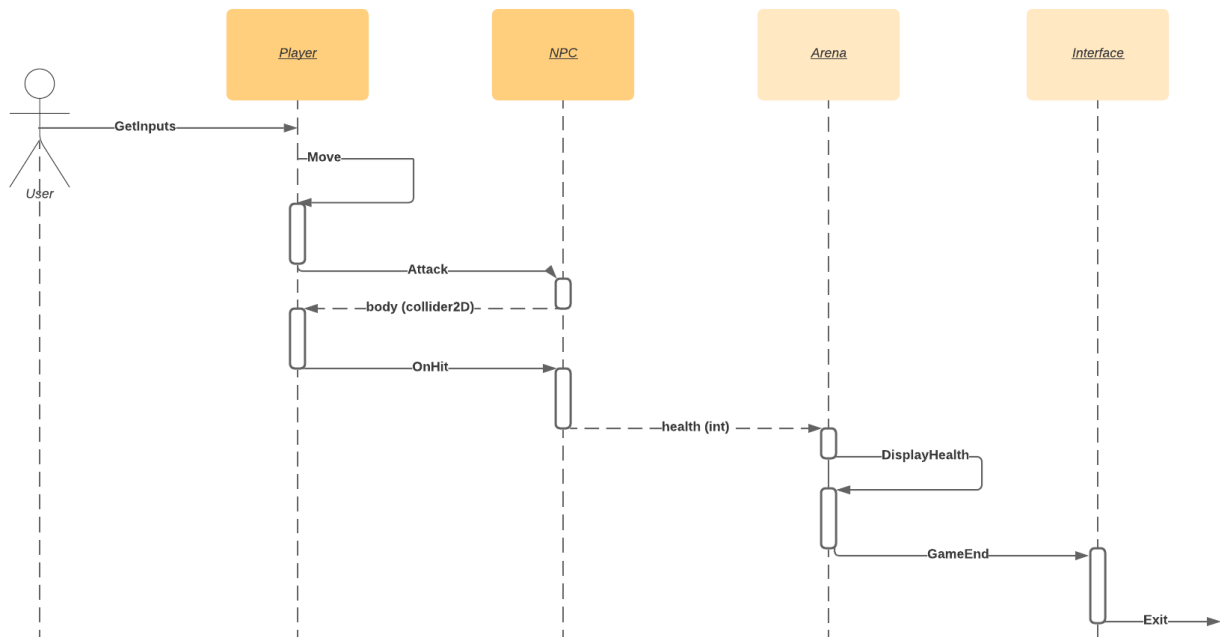 Player
NPC
Arena
Interface
GetInputs
Move
User
Attack
body (collider2D)
OnHit
health (int)
DisplayHealth
GameEnd
Exit